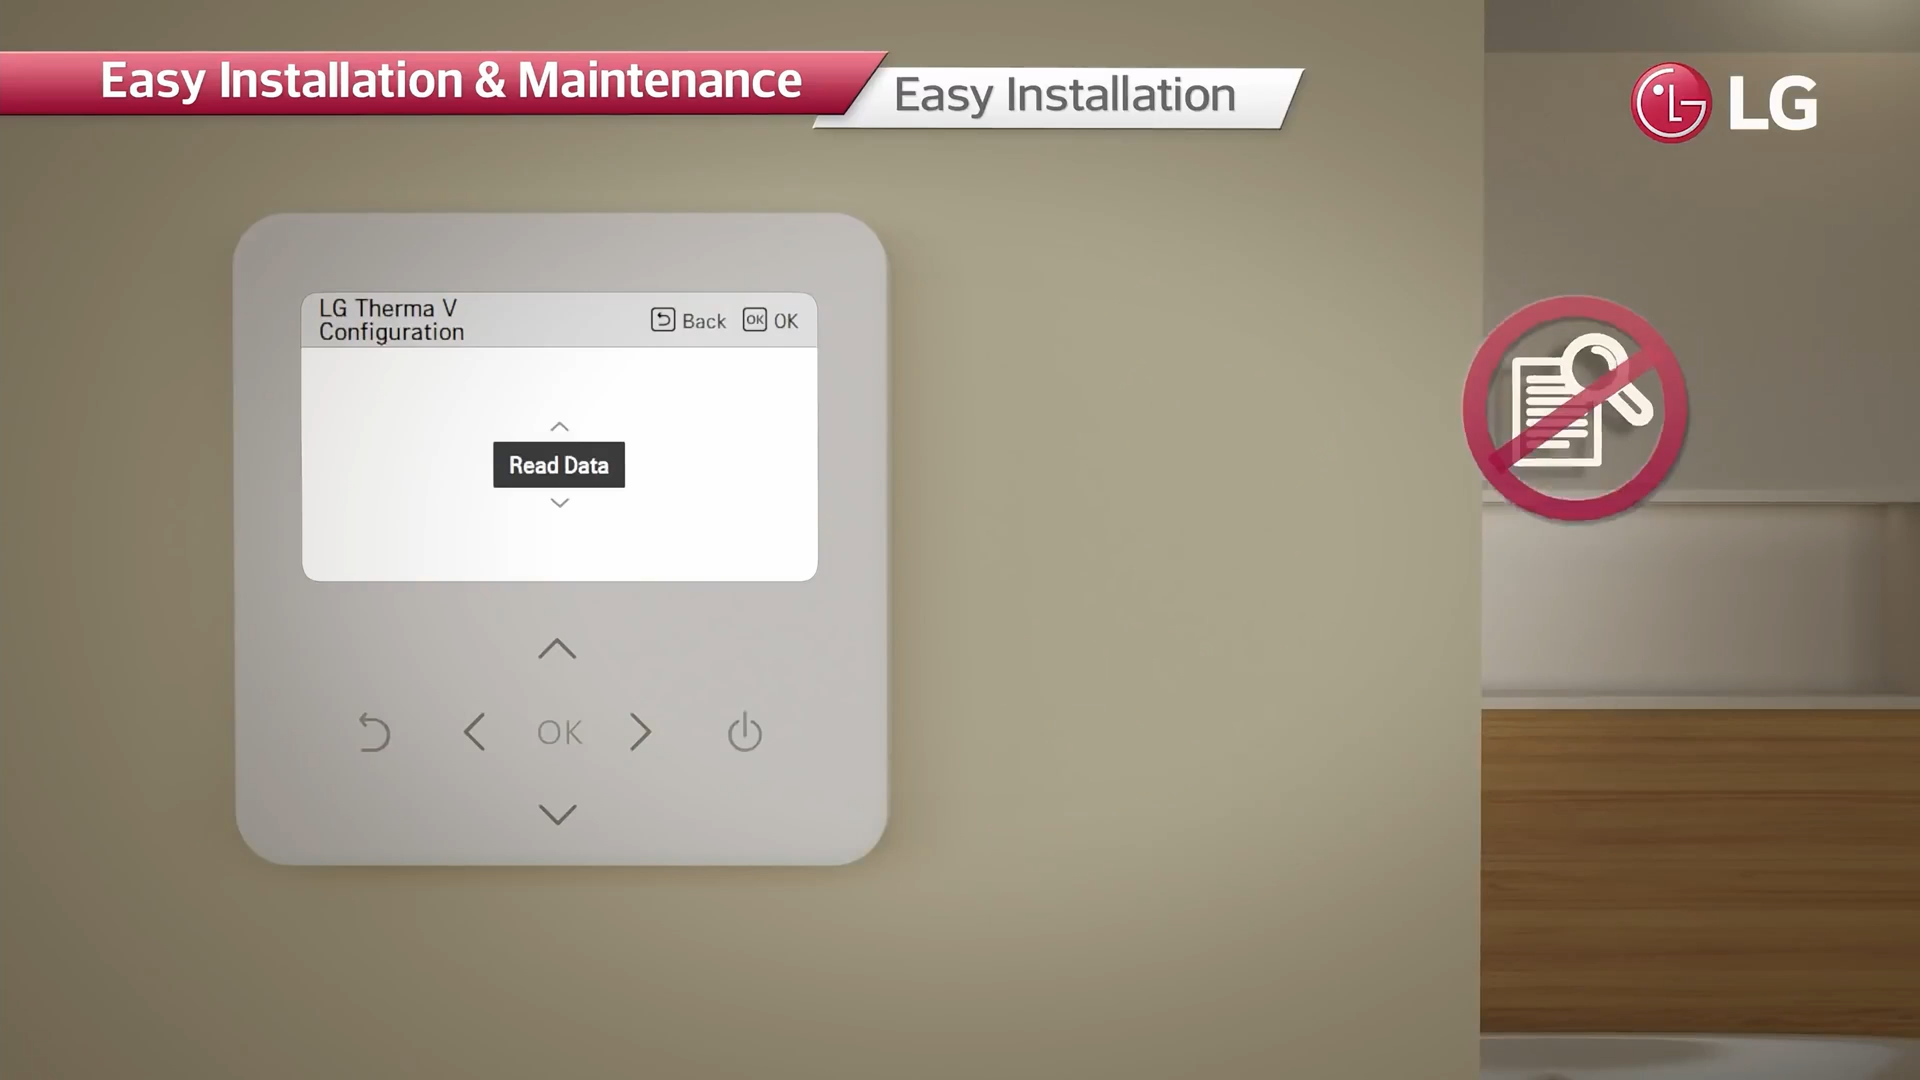 Easy Installation & Maintenance
Easy Installation
LG
LG Therma V
Configuration
Back
OK OK
Read Data
OK